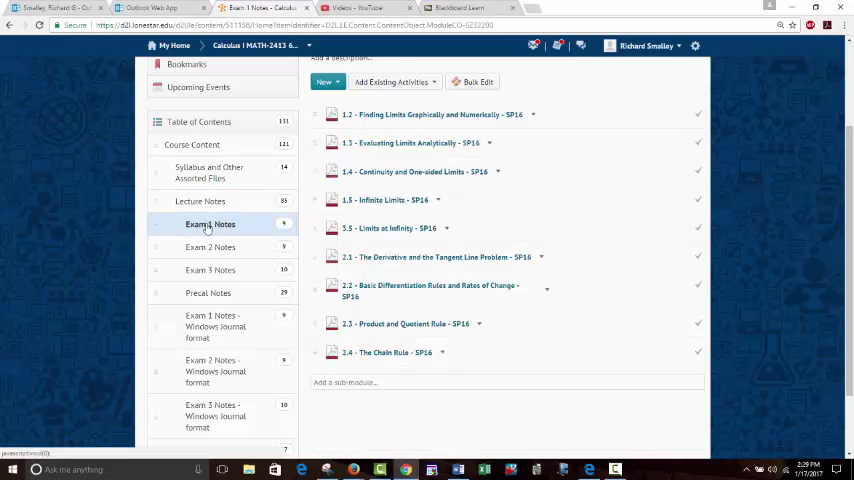 Smalley, Richard G - Out
Outlook Web App
Exam 1 Notes - Calculus
Videos - YouTube
Blackboard Learn
Secure
https://d2l.lonestar.edu/d2l/le/content/511158/Home?itemIdentifier=D2L.LE.Content.ContentObject.ModuleCO-6232200
My Home
Calculus I MATH-2413 6...
Richard Smalley
Bookmarks
Upcoming Events
Table of Contents 131
Course Content 121
Syllabus and Other
Assorted Files
14
Lecture Notes 85
Exam 1 Notes 9
Exam 2 Notes 9
Exam 3 Notes 10
Precal Notes 29
Exam 1 Notes -
Windows Journal
format
9
Exam 2 Notes -
Windows Journal
format
9
Exam 3 Notes -
Windows Journal
format
10
7
Add a description...
New
Add Existing Activities
Bulk Edit
1.2 - Finding Limits Graphically and Numerically - SP16
1.3 - Evaluating Limits Analytically - SP16
1.4 - Continuity and One-sided Limits - SP16
1.5 - Infinite Limits - SP16
3.5 - Limits at Infinity - SP16
2.1 - The Derivative and the Tangent Line Problem - SP16
2.2 - Basic Differentiation Rules and Rates of Change -
SP16
2.3 - Product and Quotient Rule - SP16
2.4 - The Chain Rule - SP16
Add a sub-module...
javascript:void(0);
Ask me anything
2:29 PM
1/17/2017